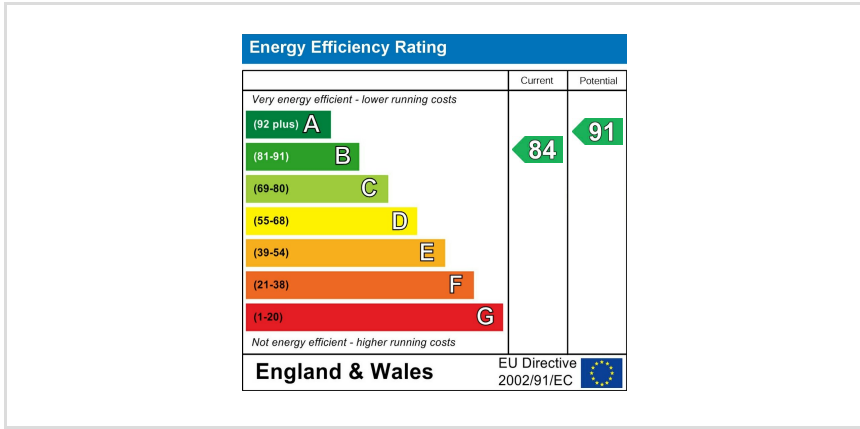 Energy Efficiency Rating
Current Potential
Very energy efficient - lower running costs
(92 plus) A
(81-91) B
(69-80) C
(55-68) D
(39-54) E
(21-38) F
(1-20) G
84
91
Not energy efficient - higher running costs
England & Wales
EU Directive
2002/91/EC